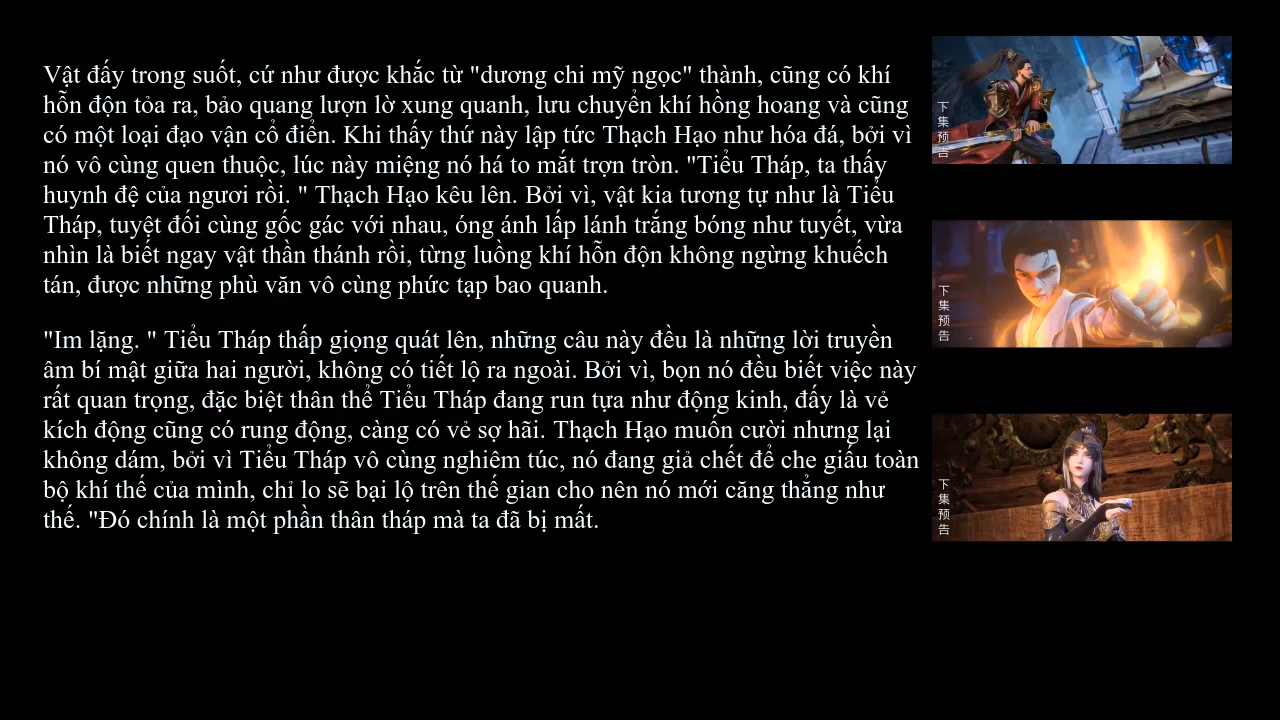 Vật đấy trong suốt, cứ như được khắc từ "dương chi mỹ ngọc" thành, cũng có khí
hỗn độn tỏa ra, bảo quang lượn lờ xung quanh, lưu chuyển khí hồng hoang và cũng
có một loại đạo vận cổ điển. Khi thấy thứ này lập tức Thạch Hạo như hóa đá, bởi vì
nó vô cùng quen thuộc, lúc này miệng nó há to mắt trợn tròn. "Tiểu Tháp, ta thấy
huynh đệ của ngươi rồi. " Thạch Hạo kêu lên. Bởi vì, vật kia tương tự như là Tiểu
Tháp, tuyệt đối cùng gốc gác với nhau, óng ánh lấp lánh trắng bóng như tuyết, vừa
nhìn là biết ngay vật thần thánh rồi, từng luồng khí hỗn độn không ngừng khuếch
tán, được những phù văn vô cùng phức tạp bao quanh.
"Im lặng. " Tiểu Tháp thấp giọng quát lên, những câu này đều là những lời truyền
âm bí mật giữa hai người, không có tiết lộ ra ngoài. Bởi vì, bọn nó đều biết việc này
rất quan trọng, đặc biệt thân thể Tiểu Tháp đang run tựa như động kinh, đấy là vẻ
kích động cũng có rung động, càng có vẻ sợ hãi. Thạch Hạo muốn cười nhưng lại
không dám, bởi vì Tiểu Tháp vô cùng nghiêm túc, nó đang giả chết để che giấu toàn
bộ khí thế của mình, chỉ lo sẽ bại lộ trên thế gian cho nên nó mới căng thẳng như
thế. "Đó chính là một phần thân tháp mà ta đã bị mất.
下集预告
下集预告
下集预告